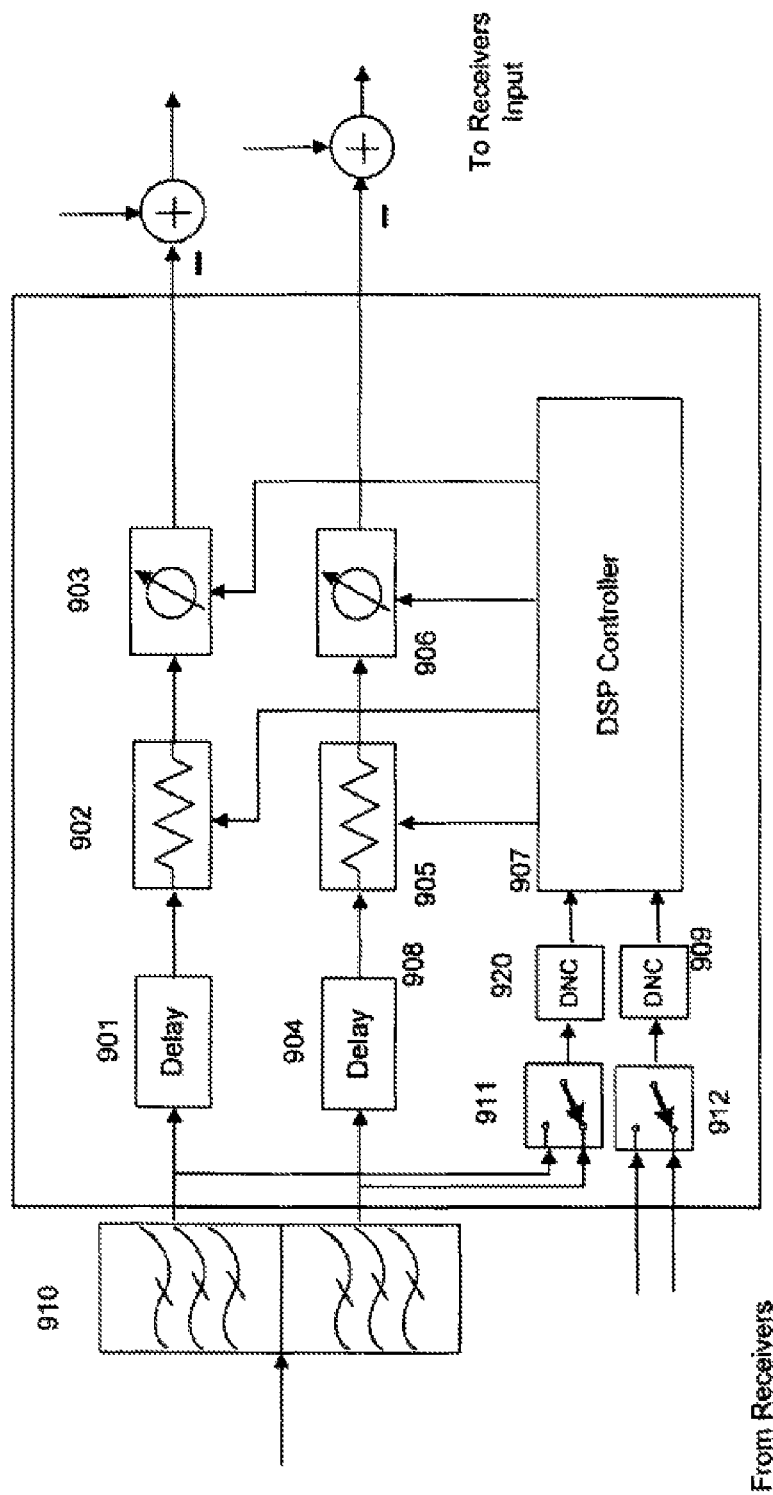 910
901
Delay
902
903
904
Delay
908
905
906
To Receivers
Input
911
920
DNC
907
DSP Controller
912
DNC
909
From Receivers